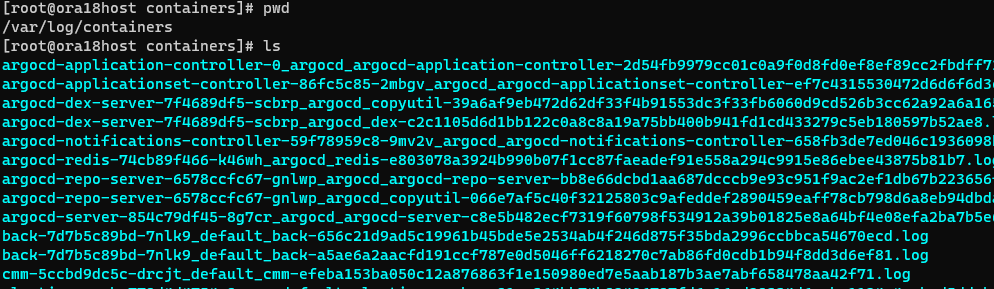 [root@ora18host containers]# pwd
/var/log/containers
[root@ora18host containers]# ls
argocd-application-controller-0_argocd_argocd-application-controller-2d54fb9979cc01c0a9f0d8fd0ef8ef89cc2fbdff7
argocd-applicationset-controller-86fc5c85-2mbgv_argocd_argocd-applicationset-controller-ef7c4315530472d6d6f6d3
argocd-dex-server-7f4689df5-scbrp_argocd_copyutil-39a6af9eb472d62df33f4b91553dc3f33fb6060d9cd526b3cc62a92a6a16
argocd-dex-server-7f4689df5-scbrp_argocd_dex-c2c1105d6d1bb122c0a8c8a19a75bb400b941fd1cd433279c5eb180597b52ae8.
argocd-notifications-controller-59f78959c8-9mv2v_argocd_argocd-notifications-controller-658fb3de7ed046c1936098
argocd-redis-74cb89f466-k46wh_argocd_redis-e803078a3924b990b07f1cc87faeadef91e558a294c9915e86ebee43875b81b7.lo
argocd-repo-server-6578ccfc67-gnlwp_argocd_argocd-repo-server-bb8e66dcbd1aa687dcccb9e93c951f9ac2ef1db67b223656
argocd-repo-server-6578ccfc67-gnlwp_argocd_copyutil-066e7af5c40f32125803c9afeddef2890459eaff78cb798d6a8eb94dbd
argocd-server-854c79df45-8g7cr_argocd_argocd-server-c8e5b482ecf7319f60798f534912a39b01825e8a64bf4e08efa2ba7b5e
back-7d7b5c89bd-7nlk9_default_back-656c21d9ad5c19961b45bde5e2534ab4f246d875f35bda2996ccbbca54670ecd.log
back-7d7b5c89bd-7nlk9_default_back-a5ae6a2aacfd191ccf787e0d5046ff6218270c7ab86fd0cdb1b94f8dd3d6ef81.log
cmm-5ccbd9dc5c-drcjt_default_cmm-efeba153ba050c12a876863f1e150980ed7e5aab187b3ae7abf658478aa42f71.log